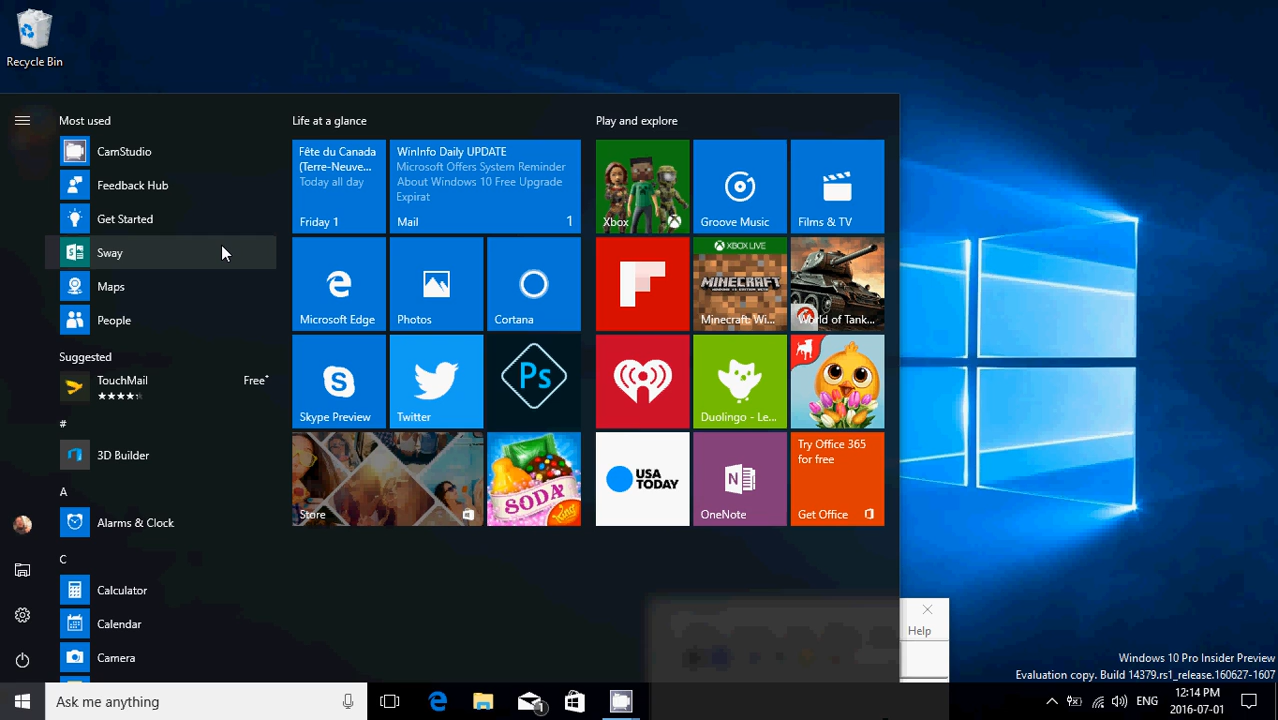 Recycle Bin
Most used
CamStudio
Feedback Hub
Get Started
Sway
Maps
People
Suggested
TouchMail
Free*
#
3D Builder
A
Alarms & Clock
C
Calculator
Calendar
Camera
Life at a glance
Fête du Canada
(Terre-Neuve...
Today all day
Friday 1
WinInfo Daily UPDATE
Microsoft Offers System Reminder
About Windows 10 Free Upgrade
Expirat
Mail
1
Microsoft Edge
Photos
Cortana
Skype Preview
Twitter
Ps
Store
SODA
King
Play and explore
Xbox
Groove Music
Films & TV
XBOX LIVE
MINECRAFT
Minecraft: Wi...
World of Tank...
Duolingo - Le...
USA
TODAY
OneNote
Try Office 365
for free
Get Office
Help
Windows 10 Pro Insider Preview
Evaluation copy. Build 14379.rs1_release.160627-1607
Ask me anything
1
ENG
12:14 PM
2016-07-01